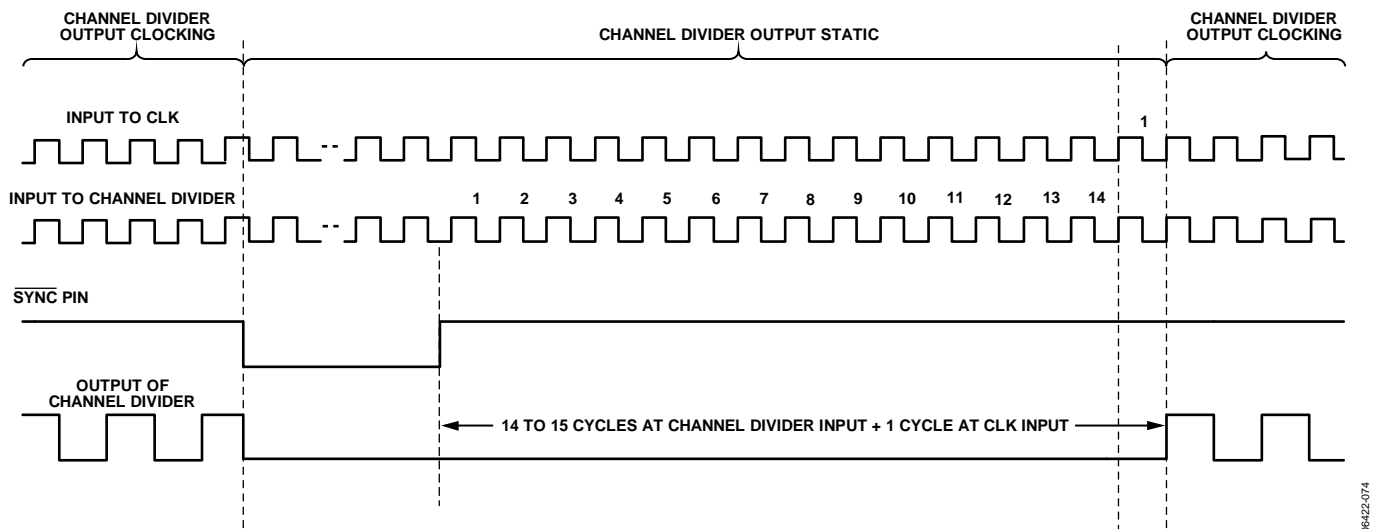 CHANNEL DIVIDER
OUTPUT CLOCKING
CHANNEL DIVIDER OUTPUT STATIC
CHANNEL DIVIDER
OUTPUT CLOCKING
INPUT TO CLK
1
INPUT TO CHANNEL DIVIDER
1 2 3 4 5 6 7 8 9 10 11 12 13 14
SYNC PIN
OUTPUT OF
CHANNEL DIVIDER
14 TO 15 CYCLES AT CHANNEL DIVIDER INPUT + 1 CYCLE AT CLK INPUT
06422-074